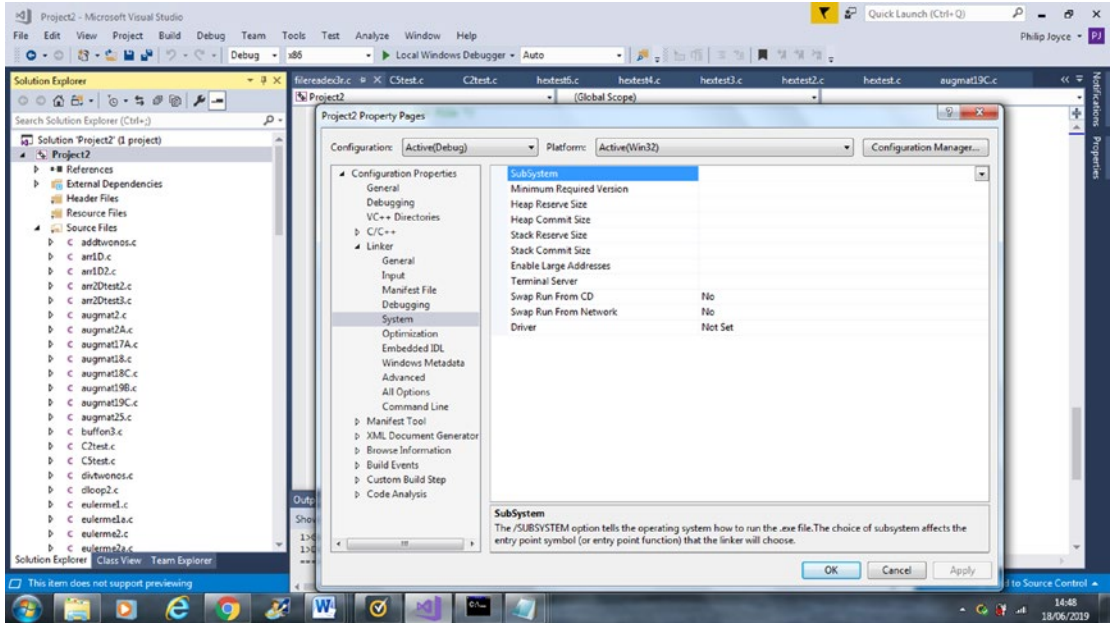 Project2 - Microsoft Visual Studio
Quick Launch (Ctrl+Q)
File Edit View Project Build Debug Team Tools Test Analyze Window Help
Philip Joyce
PJ
Debug x86 Local Windows Debugger Auto
Solution Explorer
filereadex3r.c C5test.c C2test.c hextest6.c hextest4.c hextest3.c hextest2.c hextest.c augmat19C.c
Project2 (Global Scope)
Search Solution Explorer (Ctrl+;)
Solution 'Project2' (1 project)
Project2
References
External Dependencies
Header Files
Resource Files
Source Files
addtwonos.c
arr1D.c
arr1D2.c
arr2Dtest2.c
arr2Dtest3.c
augmat2.c
augmat2A.c
augmat17A.c
augmat18.c
augmat18C.c
augmat19B.c
augmat19C.c
augmat25.c
buffon3.c
C2test.c
C5test.c
divtwonos.c
dloop2.c
eulerme1.c
eulerme1a.c
eulerme2.c
eulerme2a.c
Solution Explorer Class View Team Explorer
Project2 Property Pages
Configuration: Active(Debug) Platform: Active(Win32) Configuration Manager...
Configuration Properties
General
Debugging
VC++ Directories
C/C++
Linker
General
Input
Manifest File
Debugging
System
Optimization
Embedded IDL
Windows Metadata
Advanced
All Options
Command Line
Manifest Tool
XML Document Generator
Browse Information
Build Events
Custom Build Step
Code Analysis
SubSystem
Minimum Required Version
Heap Reserve Size
Heap Commit Size
Stack Reserve Size
Stack Commit Size
Enable Large Addresses
Terminal Server
Swap Run From CD No
Swap Run From Network No
Driver Not Set
SubSystem
The /SUBSYSTEM option tells the operating system how to run the .exe file.The choice of subsystem affects the
entry point symbol (or entry point function) that the linker will choose.
OK Cancel Apply
Notifications
Properties
Outp
Show
This item does not support previewing
to Source Control
14:48
18/06/2019